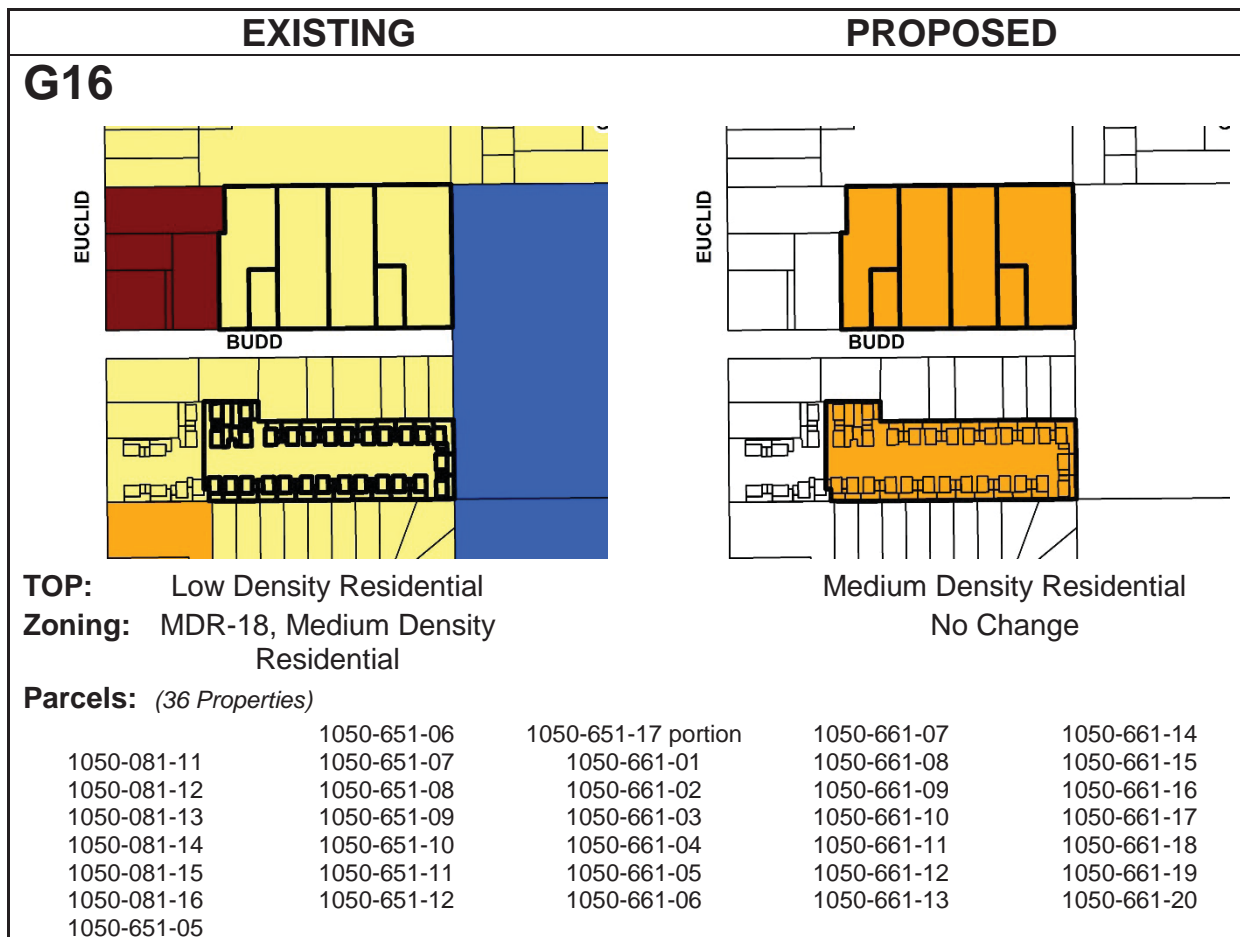 EXISTING PROPOSED
G16
EUCLID
BUDD
EUCLID
BUDD
TOP: Low Density Residential Medium Density Residential
Zoning: MDR-18, Medium Density No Change
Residential
Parcels: (36 Properties)
1050-651-06 1050-651-17 portion 1050-661-07 1050-661-14
1050-081-11 1050-651-07 1050-661-01 1050-661-08 1050-661-15
1050-081-12 1050-651-08 1050-661-02 1050-661-09 1050-661-16
1050-081-13 1050-651-09 1050-661-03 1050-661-10 1050-661-17
1050-081-14 1050-651-10 1050-661-04 1050-661-11 1050-661-18
1050-081-15 1050-651-11 1050-661-05 1050-661-12 1050-661-19
1050-081-16 1050-651-12 1050-661-06 1050-661-13 1050-661-20
1050-651-05